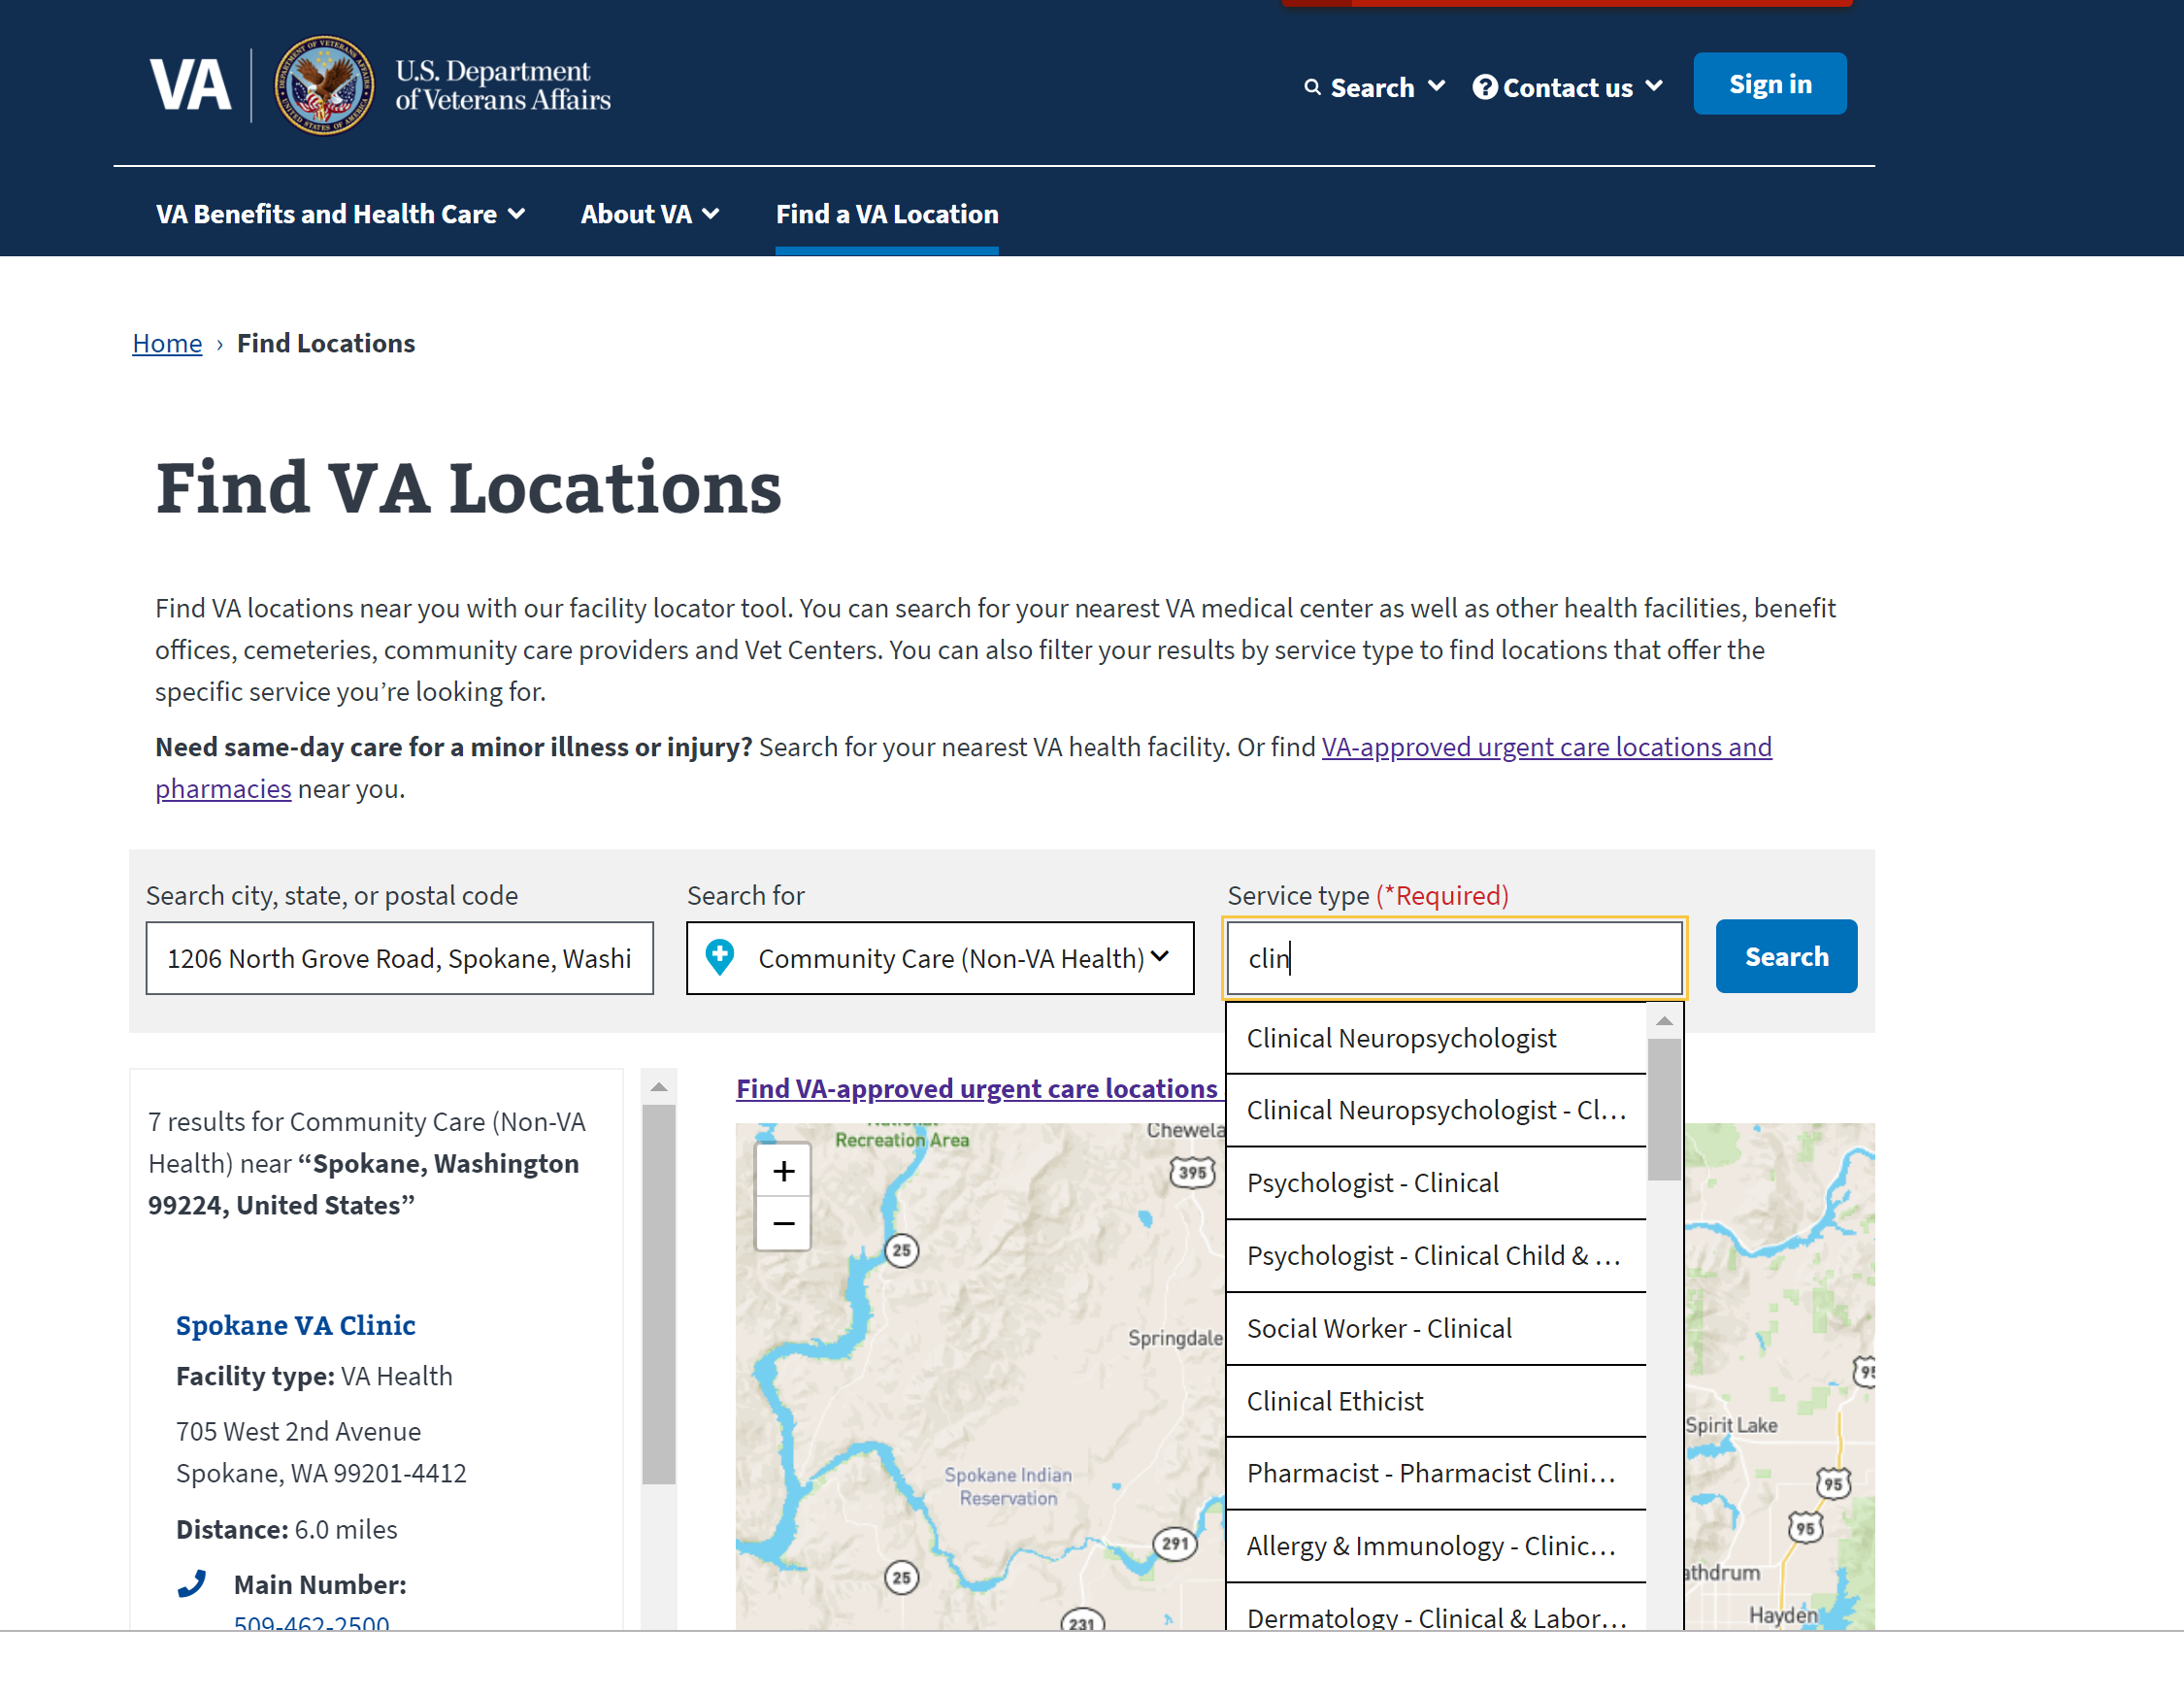 VA
U.S. Department
of Veterans Affairs
Search
Contact us
Sign in
VA Benefits and Health Care
About VA
Find a VA Location
Home › Find Locations
Find VA Locations
Find VA locations near you with our facility locator tool. You can search for your nearest VA medical center as well as other health facilities, benefit
offices, cemeteries, community care providers and Vet Centers. You can also filter your results by service type to find locations that offer the
specific service you’re looking for.
Need same-day care for a minor illness or injury? Search for your nearest VA health facility. Or find VA-approved urgent care locations and
pharmacies near you.
Search city, state, or postal code
1206 North Grove Road, Spokane, Washi
Search for
Community Care (Non-VA Health)
Service type (*Required)
clin
Search
Clinical Neuropsychologist
Clinical Neuropsychologist - Cl…
Psychologist - Clinical
Psychologist - Clinical Child & …
Social Worker - Clinical
Clinical Ethicist
Pharmacist - Pharmacist Clini…
Allergy & Immunology - Clinic…
Dermatology - Clinical & Labor…
7 results for Community Care (Non-VA
Health) near “Spokane, Washington
99224, United States”
Spokane VA Clinic
Facility type: VA Health
705 West 2nd Avenue
Spokane, WA 99201-4412
Distance: 6.0 miles
Main Number:
509-462-2500
Find VA-approved urgent care locations
+
−
National
Recreation Area
Chewela
395
25
Springdale
Spokane Indian
Reservation
291
25
231
95
Spirit Lake
95
95
athdrum
Hayden